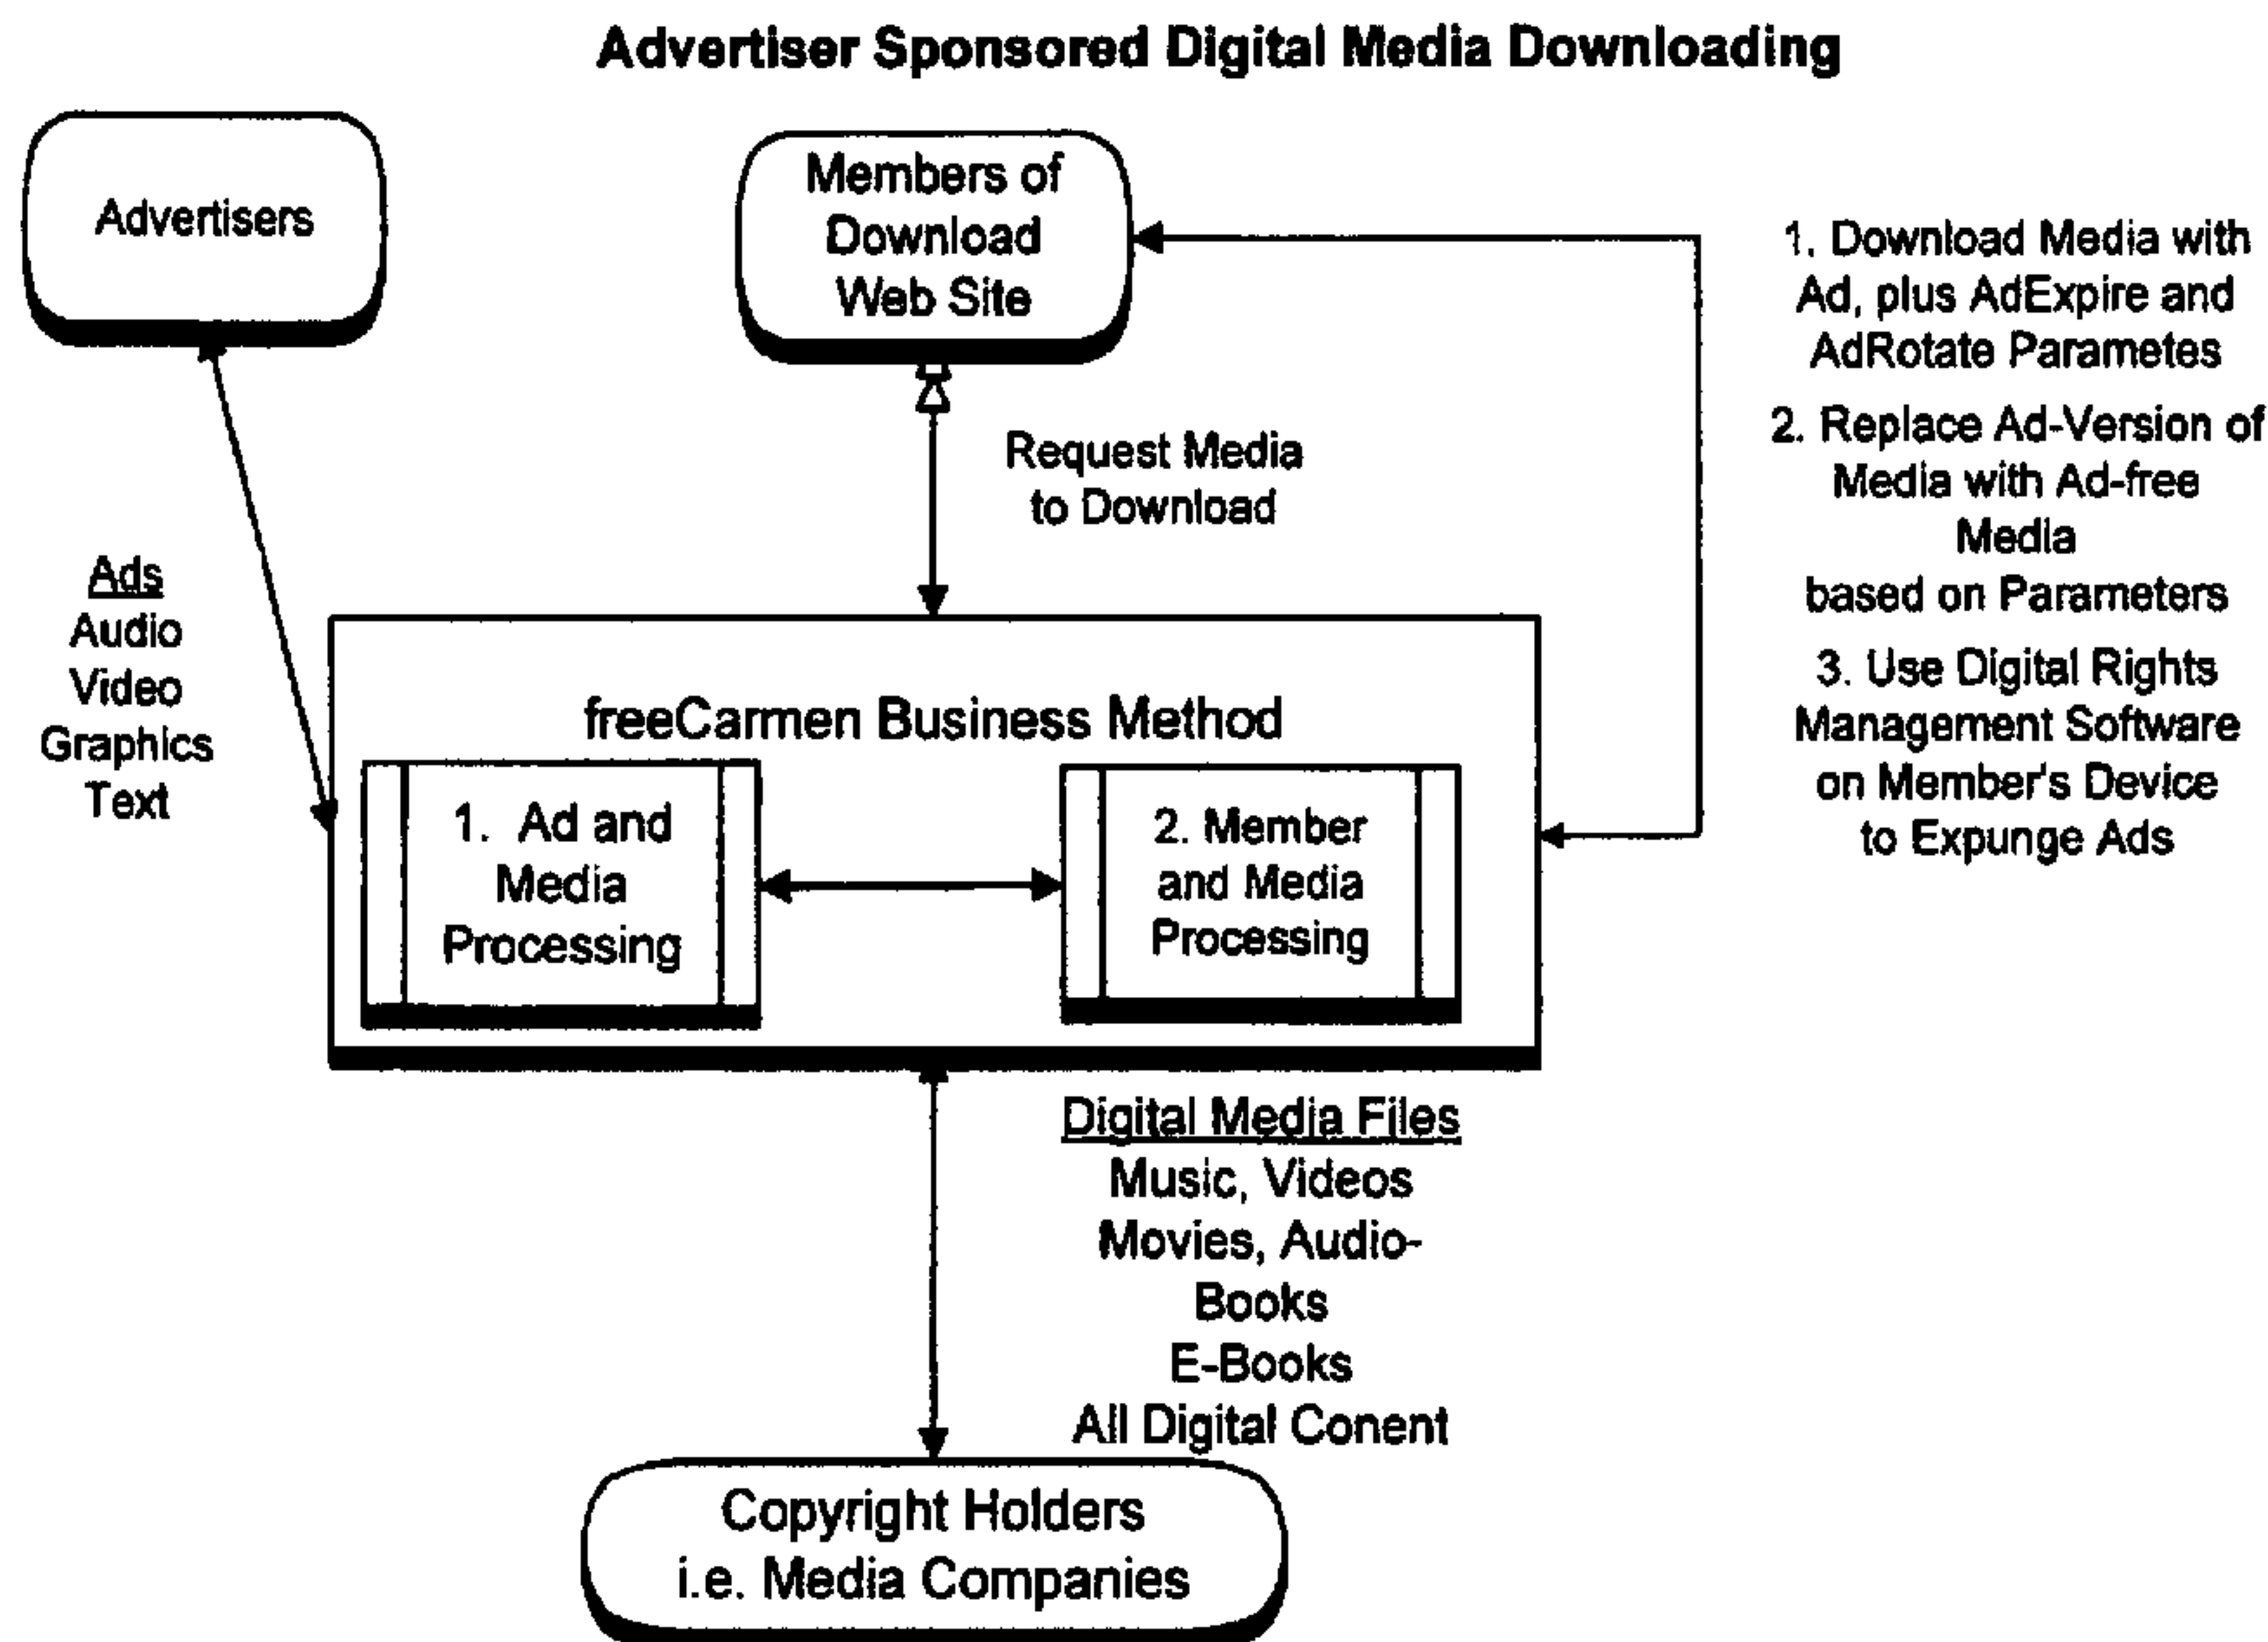 Advertiser Sponsored Digital Media Downloading
Advertisers
Members of
Download
Web Site
1. Download Media with
Ad, plus AdExpire and
AdRotate Parametes
2. Replace Ad-Version of
Media with Ad-free
Media
based on Parameters
3. Use Digital Rights
Management Software
on Member's Device
to Expunge Ads
Request Media
to Download
Ads
Audio
Video
Graphics
Text
freeCarmen Business Method
1. Ad and
Media
Processing
2. Member
and Media
Processing
Digital Media Files
Music, Videos
Movies, Audio-
Books
E-Books
All Digital Conent
Copyright Holders
i.e. Media Companies